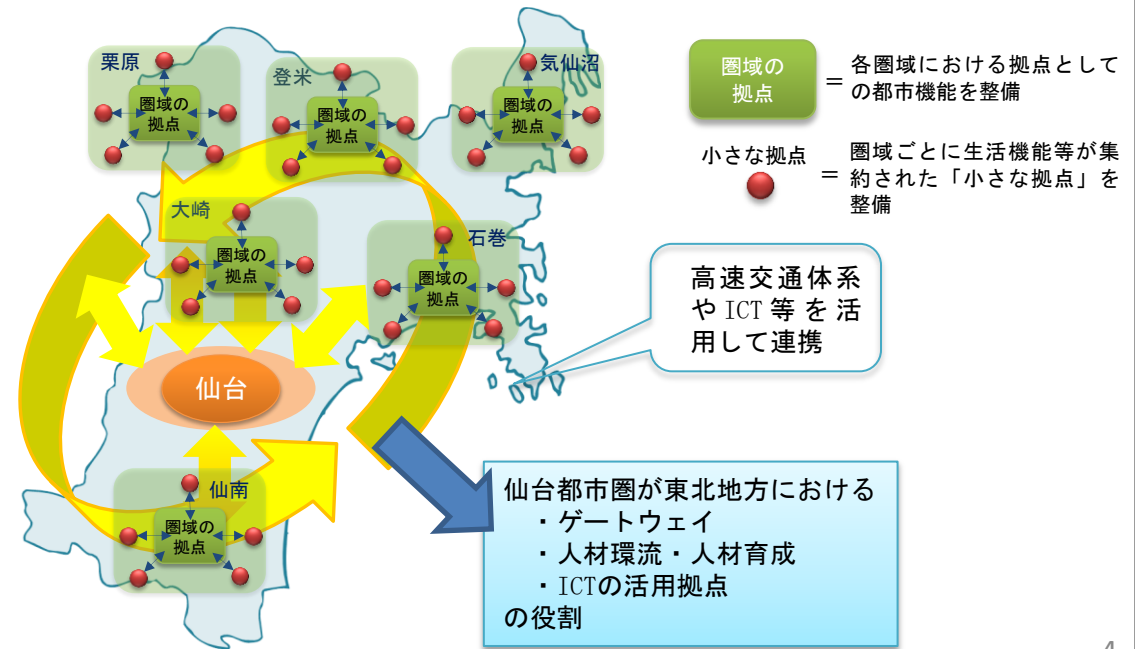 栗原
圏域の
拠点
登米
圏域の
拠点
気仙沼
圏域の
拠点
圏域の
拠点
＝
各圏域における拠点として
の都市機能を整備
小さな拠点
＝
圏域ごとに生活機能等が集
約された「小さな拠点」を
整備
大崎
圏域の
拠点
石巻
圏域の
拠点
高速交通体系
やICT等を活
用して連携
仙台
仙南
圏域の
拠点
仙台都市圏が東北地方における
・ゲートウェイ
・人材環流・人材育成
・ICTの活用拠点
の役割